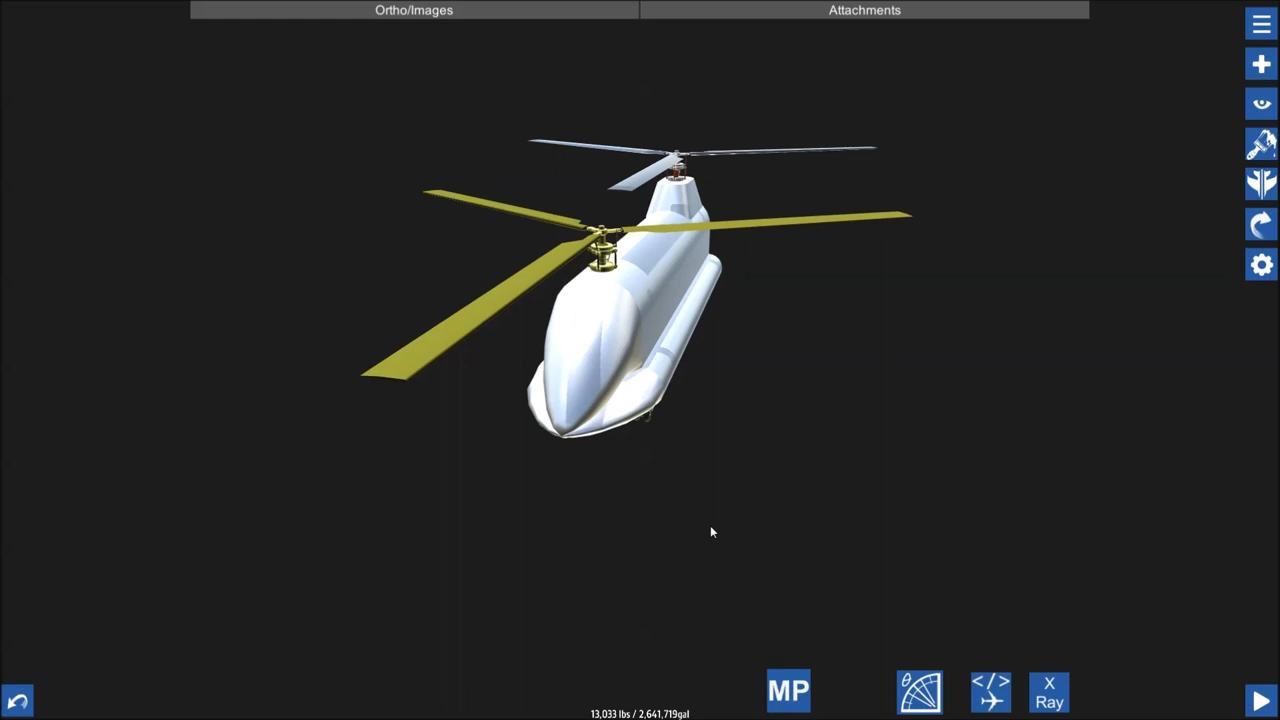 Ortho/Images
Attachments
MP
θ
</>
X
Ray
13,033 lbs / 2,641,719gal